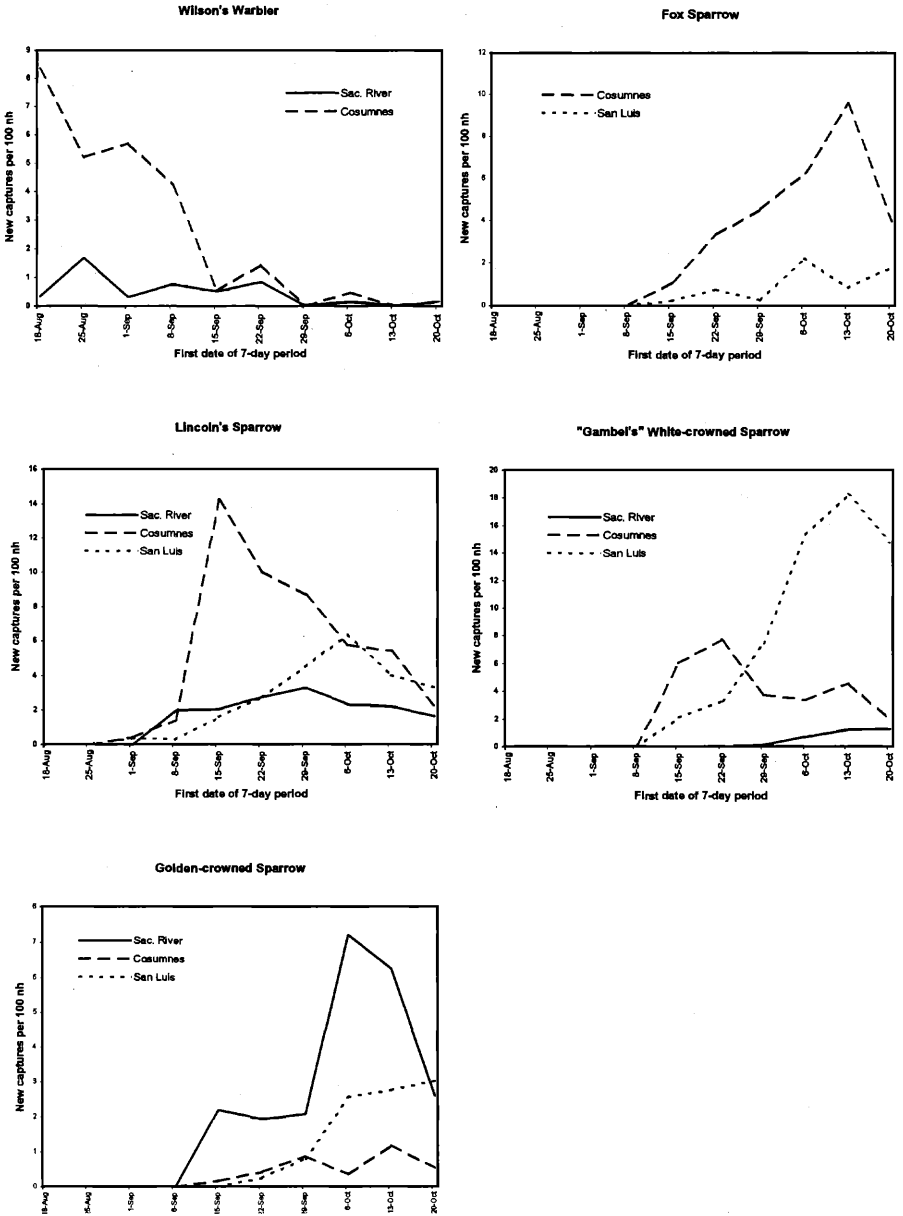 Wilson's Warbler
New captures per 100 nh
9
8
7
6
5
4
3
2
1
0
Sac. River
Cosumnes
18-Aug
25-Aug
1-Sep
8-Sep
15-Sep
22-Sep
29-Sep
6-Oct
13-Oct
20-Oct
First date of 7-day period
Fox Sparrow
New captures per 100 nh
12
10
8
6
4
2
0
Cosumnes
San Luis
18-Aug
25-Aug
1-Sep
8-Sep
15-Sep
22-Sep
29-Sep
6-Oct
13-Oct
20-Oct
First date of 7-day period
Lincoln's Sparrow
New captures per 100 nh
16
14
12
10
8
6
4
2
0
Sac. River
Cosumnes
San Luis
18-Aug
25-Aug
1-Sep
8-Sep
15-Sep
22-Sep
29-Sep
6-Oct
13-Oct
20-Oct
First date of 7-day period
"Gambel's" White-crowned Sparrow
New captures per 100 nh
20
18
16
14
12
10
8
6
4
2
0
Sac. River
Cosumnes
San Luis
18-Aug
25-Aug
1-Sep
8-Sep
15-Sep
22-Sep
29-Sep
6-Oct
13-Oct
20-Oct
First date of 7-day period
Golden-crowned Sparrow
New captures per 100 nh
8
7
6
5
4
3
2
1
0
Sac. River
Cosumnes
San Luis
18-Aug
25-Aug
1-Sep
8-Sep
15-Sep
22-Sep
29-Sep
6-Oct
13-Oct
20-Oct